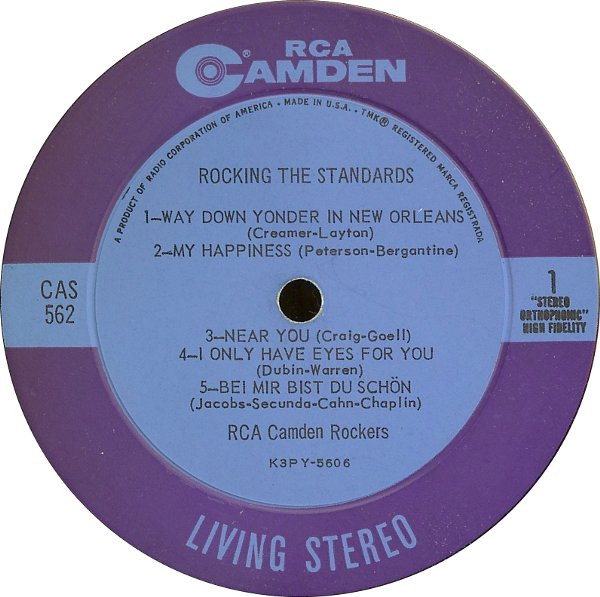 RCA
CAMDEN®
A PRODUCT OF RADIO CORPORATION OF AMERICA • MADE IN U.S.A. • TMK® REGISTERED MARCA REGISTRADA
ROCKING THE STANDARDS
1—WAY DOWN YONDER IN NEW ORLEANS
(Creamer-Layton)
2—MY HAPPINESS (Peterson-Bergantine)
CAS
562
1
"STEREO
ORTHOPHONIC"
HIGH FIDELITY
3—NEAR YOU (Craig-Goell)
4—I ONLY HAVE EYES FOR YOU
(Dubin-Warren)
5—BEI MIR BIST DU SCHÖN
(Jacobs-Secunda-Cahn-Chaplin)
RCA Camden Rockers
K3PY-5606
LIVING STEREO